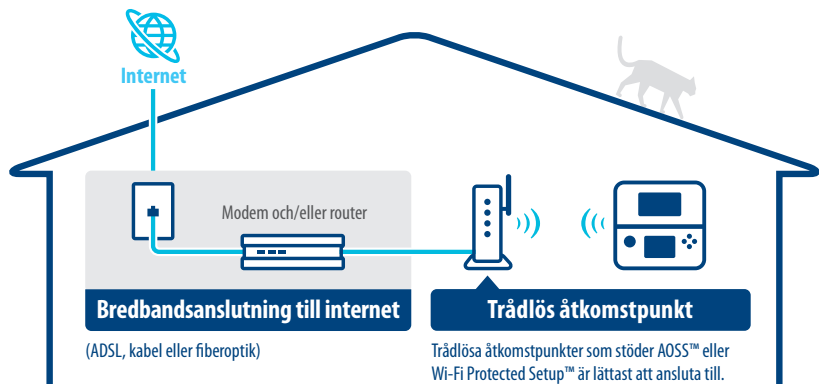 Internet
Modem och/eller router
Bredbandsanslutning till internet
(ADSL, kabel eller fiberoptik)
Trådlös åtkomstpunkt
Trådlösa åtkomstpunkter som stöder AOSS™ eller
Wi-Fi Protected Setup™ är lättast att ansluta till.